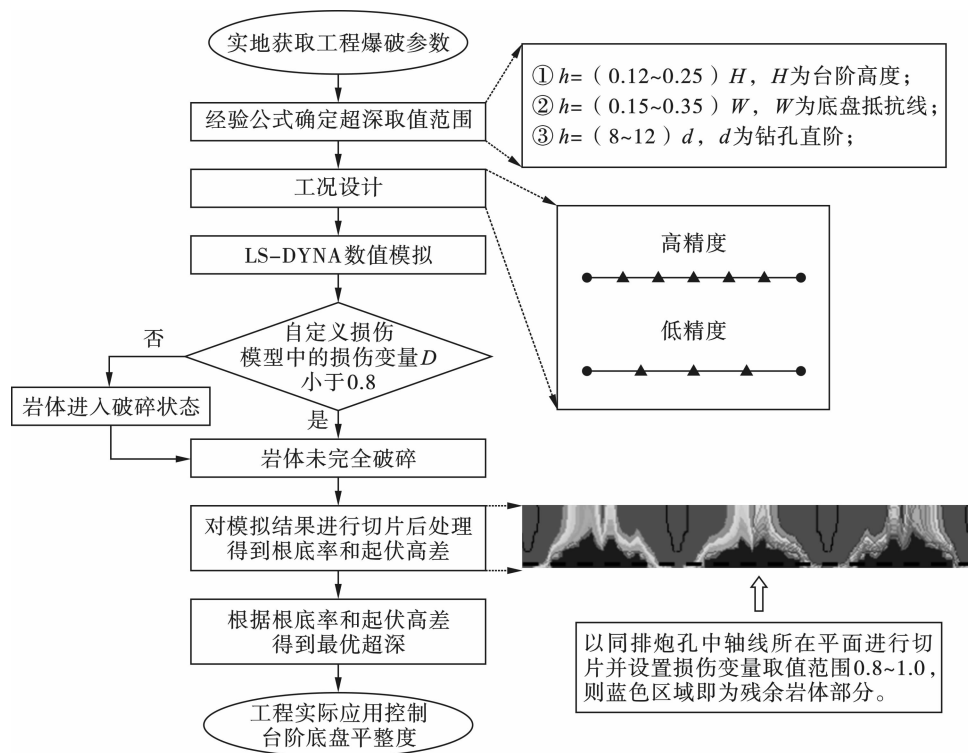 实地获取工程爆破参数
经验公式确定超深取值范围
① h=（0.12~0.25）H，H为台阶高度；
② h=（0.15~0.35）W，W为底盘抵抗线；
③ h=（8~12）d，d为钻孔直阶；
工况设计
高精度
低精度
LS-DYNA数值模拟
自定义损伤
模型中的损伤变量D
小于0.8
否
是
岩体进入破碎状态
岩体未完全破碎
对模拟结果进行切片后处理
得到根底率和起伏高差
根据根底率和起伏高差
得到最优超深
以同排炮孔中轴线所在平面进行切
片并设置损伤变量取值范围0.8~1.0，
则蓝色区域即为残余岩体部分。
工程实际应用控制
台阶底盘平整度